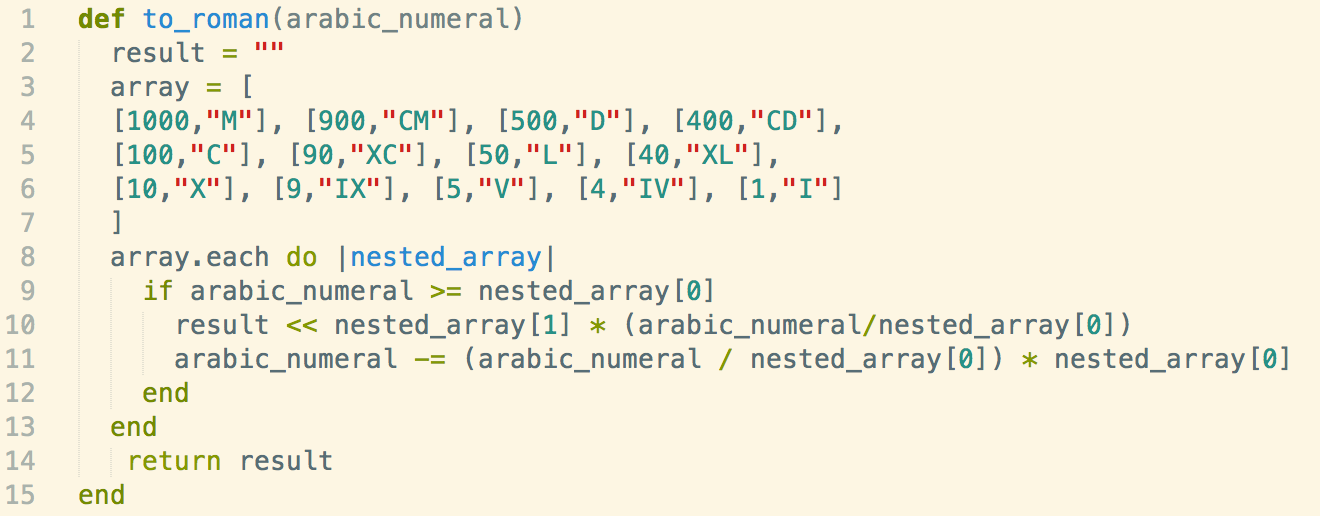 1 def to_roman(arabic_numeral)
2 result = ""
3 array = [
4 [1000,"M"], [900,"CM"], [500,"D"], [400,"CD"],
5 [100,"C"], [90,"XC"], [50,"L"], [40,"XL"],
6 [10,"X"], [9,"IX"], [5,"V"], [4,"IV"], [1,"I"]
7 ]
8 array.each do |nested_array|
9 if arabic_numeral >= nested_array[0]
10 result << nested_array[1] * (arabic_numeral/nested_array[0])
11 arabic_numeral -= (arabic_numeral / nested_array[0]) * nested_array[0]
12 end
13 end
14 return result
15 end